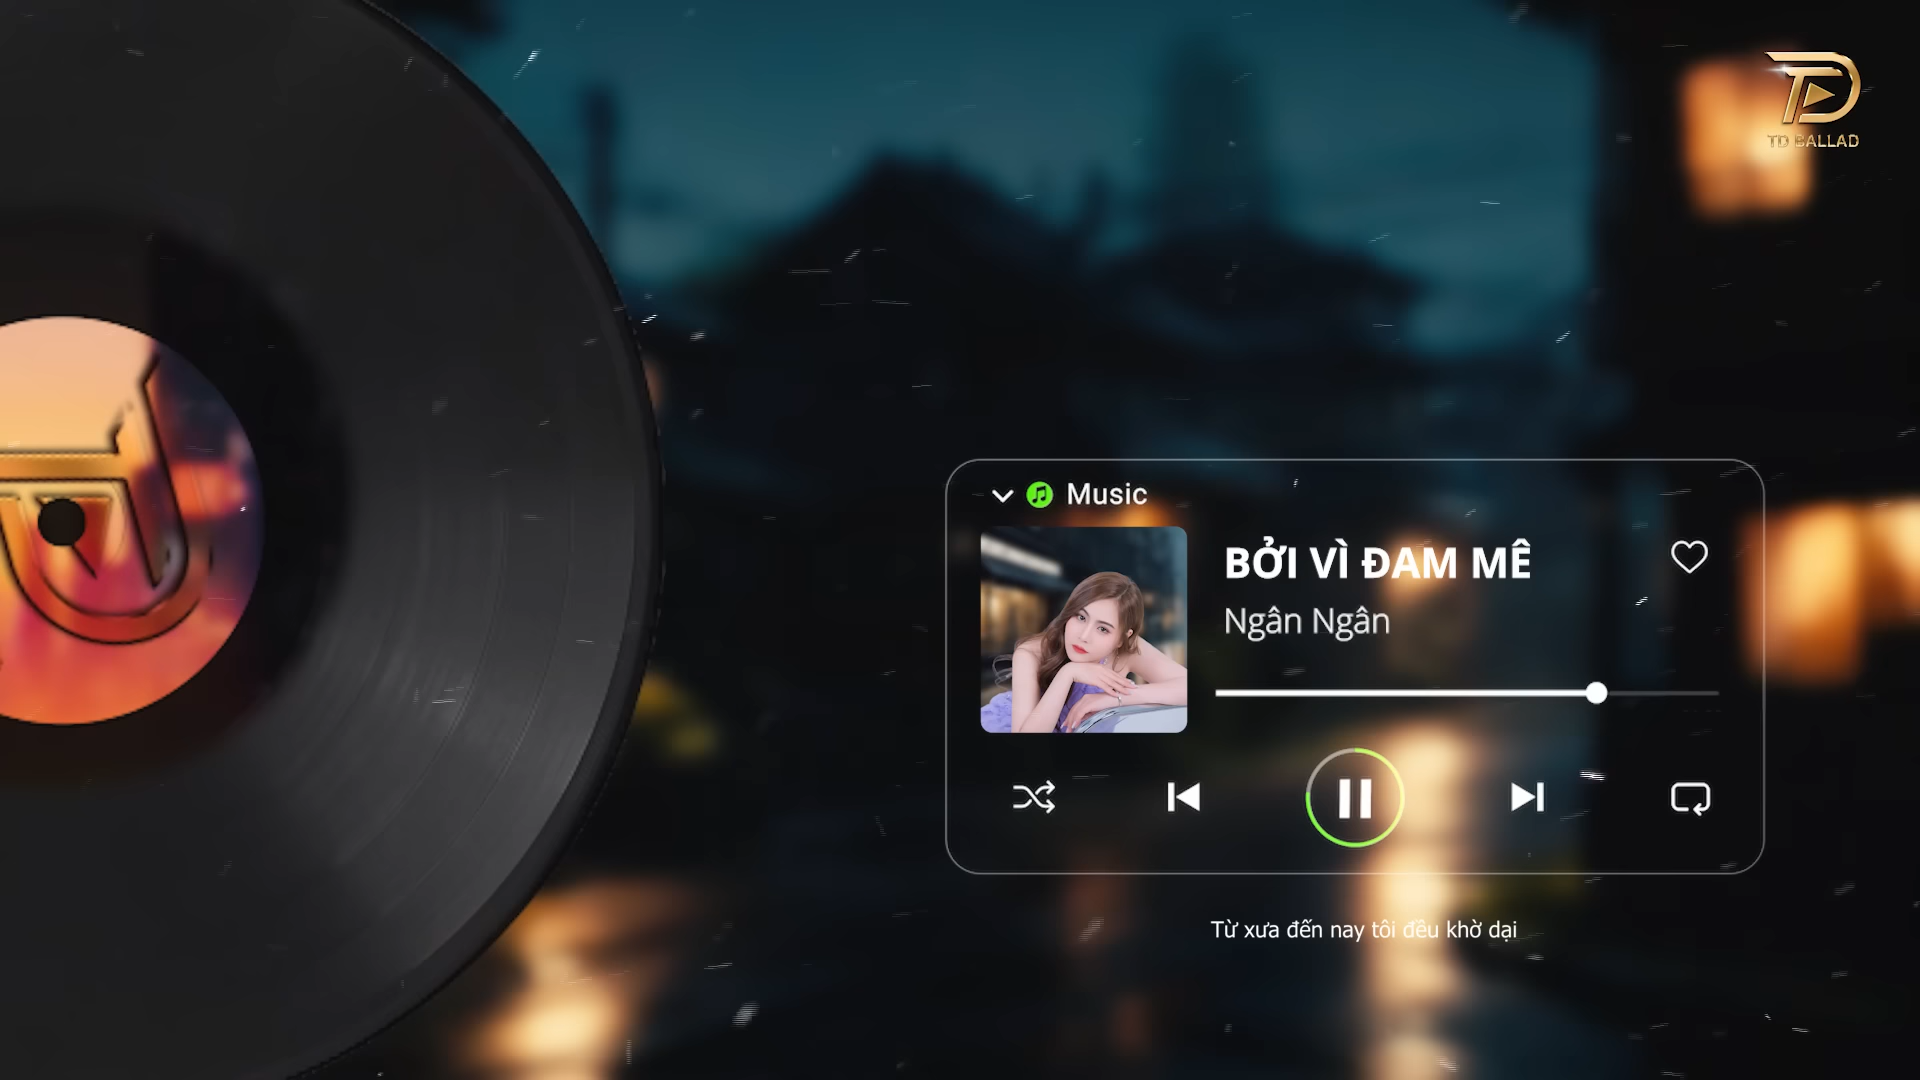 TD BALLAD
Music
BỞI VÌ ĐAM MÊ
Ngân Ngân
Từ xưa đến nay tôi đều khờ dại